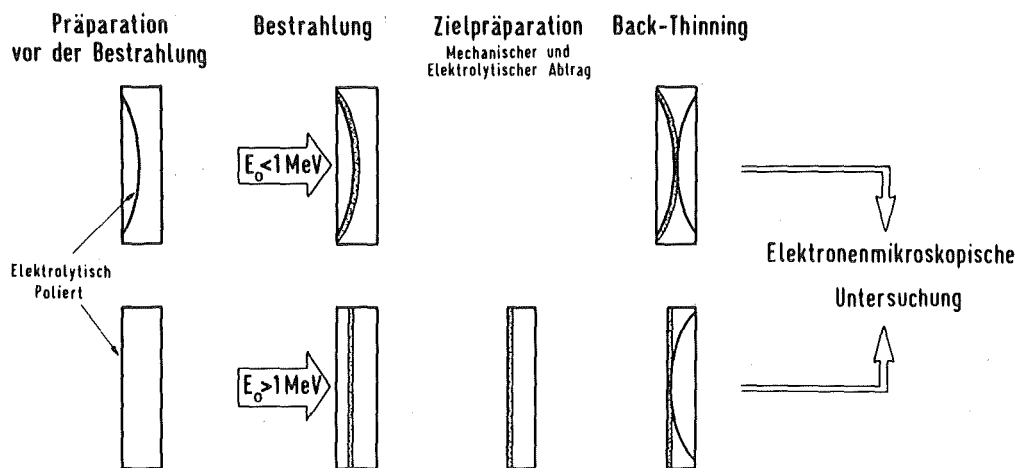 Präparation
vor der Bestrahlung
Bestrahlung
Zielpräparation
Mechanischer und
Elektrolytischer Abtrag
Back-Thinning
E₀<1MeV
Elektrolytisch
Poliert
Elektronenmikroskopische
Untersuchung
E₀>1MeV